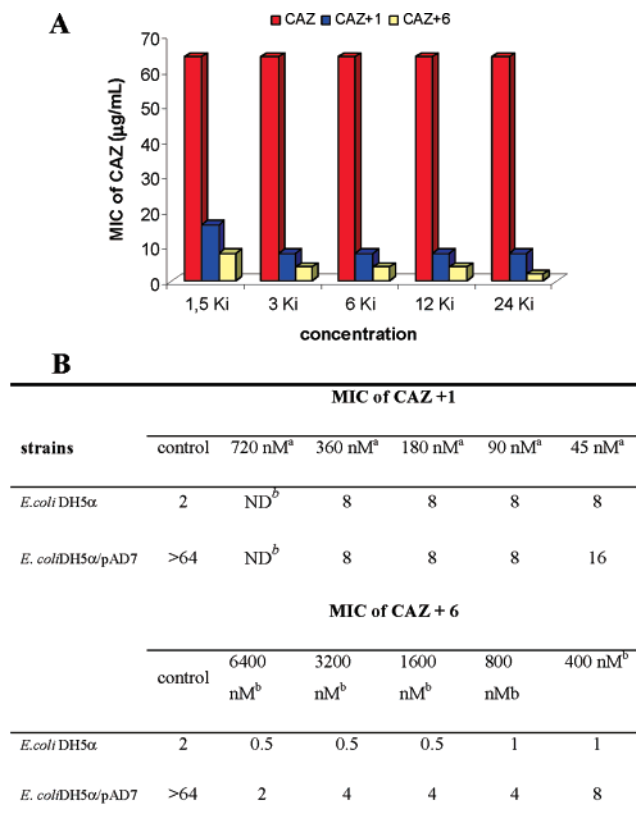 A
CAZ CAZ+1 CAZ+6
MIC of CAZ (µg/mL)
70
60
50
40
30
20
10
0
1,5 Ki 3 Ki 6 Ki 12 Ki 24 Ki
concentration
B
MIC of CAZ +1
strains control 720 nMᵃ 360 nMᵃ 180 nMᵃ 90 nMᵃ 45 nMᵃ
E.coli DH5α 2 NDᵇ 8 8 8 8
E. coliDH5α/pAD7 >64 NDᵇ 8 8 8 16
MIC of CAZ + 6
control 6400 nMᵇ 3200 nMᵇ 1600 nMᵇ 800 nMb 400 nMᵇ
E.coli DH5α 2 0.5 0.5 0.5 1 1
E. coliDH5α/pAD7 >64 2 4 4 4 8